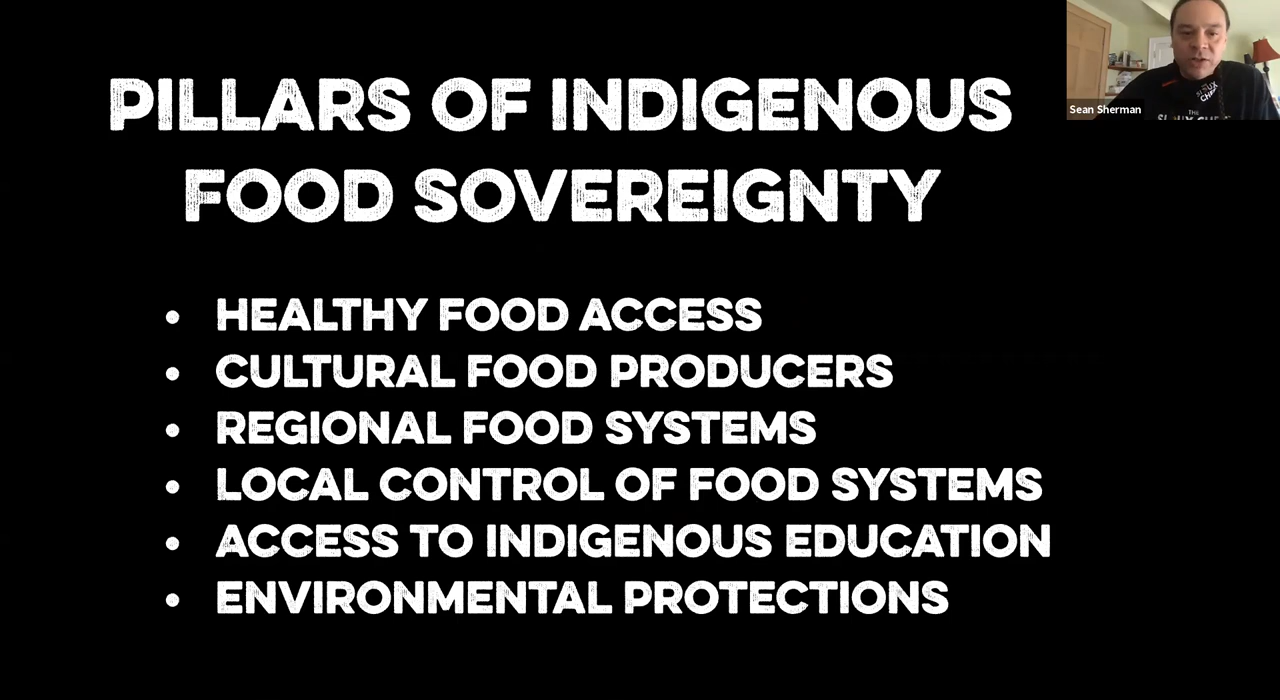 PILLARS OF INDIGENOUS
FOOD SOVEREIGNTY
• HEALTHY FOOD ACCESS
• CULTURAL FOOD PRODUCERS
• REGIONAL FOOD SYSTEMS
• LOCAL CONTROL OF FOOD SYSTEMS
• ACCESS TO INDIGENOUS EDUCATION
• ENVIRONMENTAL PROTECTIONS
Sean Sherman
THE